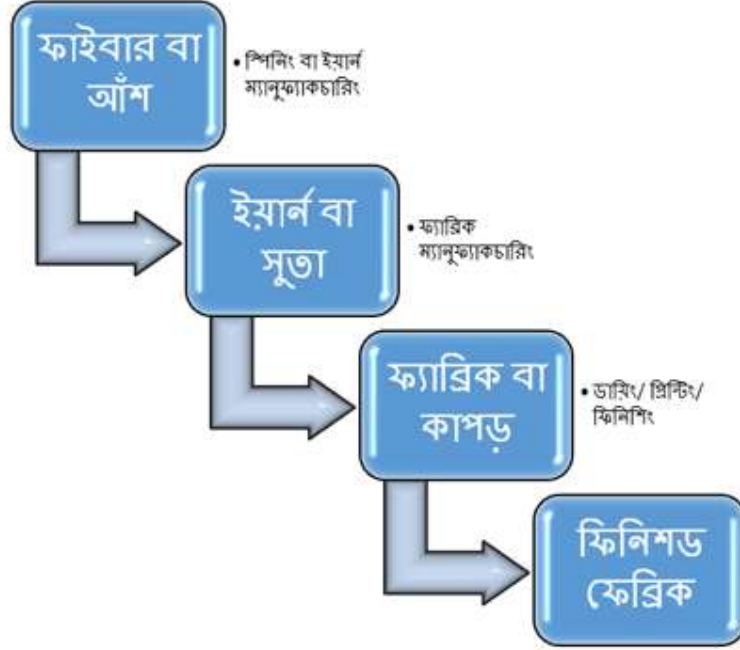 ফাইবার বা
আঁশ
• স্পিনিং বা ইয়ার্ন
ম্যানুফ্যাকচারিং
ইয়ার্ন বা
সুতা
• ফ্যারিক
ম্যানুফ্যাকচারিং
ফ্যাব্রিক বা
কাপড়
• ডায়িং/ প্রিন্টিং/
ফিনিশিং
ফিনিশড
ফেব্রিক